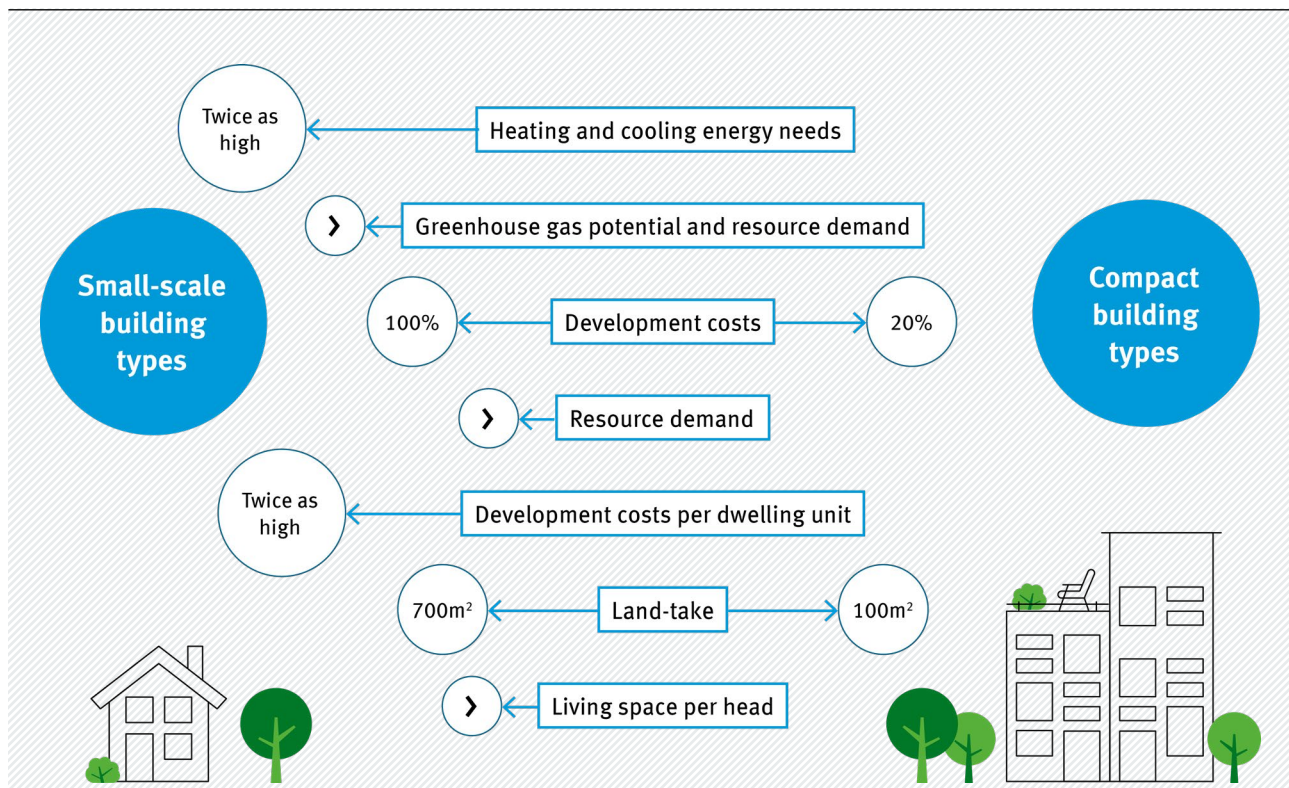 Twice as
high
Heating and cooling energy needs
›
Greenhouse gas potential and resource demand
Small-scale
building
types
Compact
building
types
100%
Development costs
20%
›
Resource demand
Twice as
high
Development costs per dwelling unit
700m²
Land-take
100m²
›
Living space per head